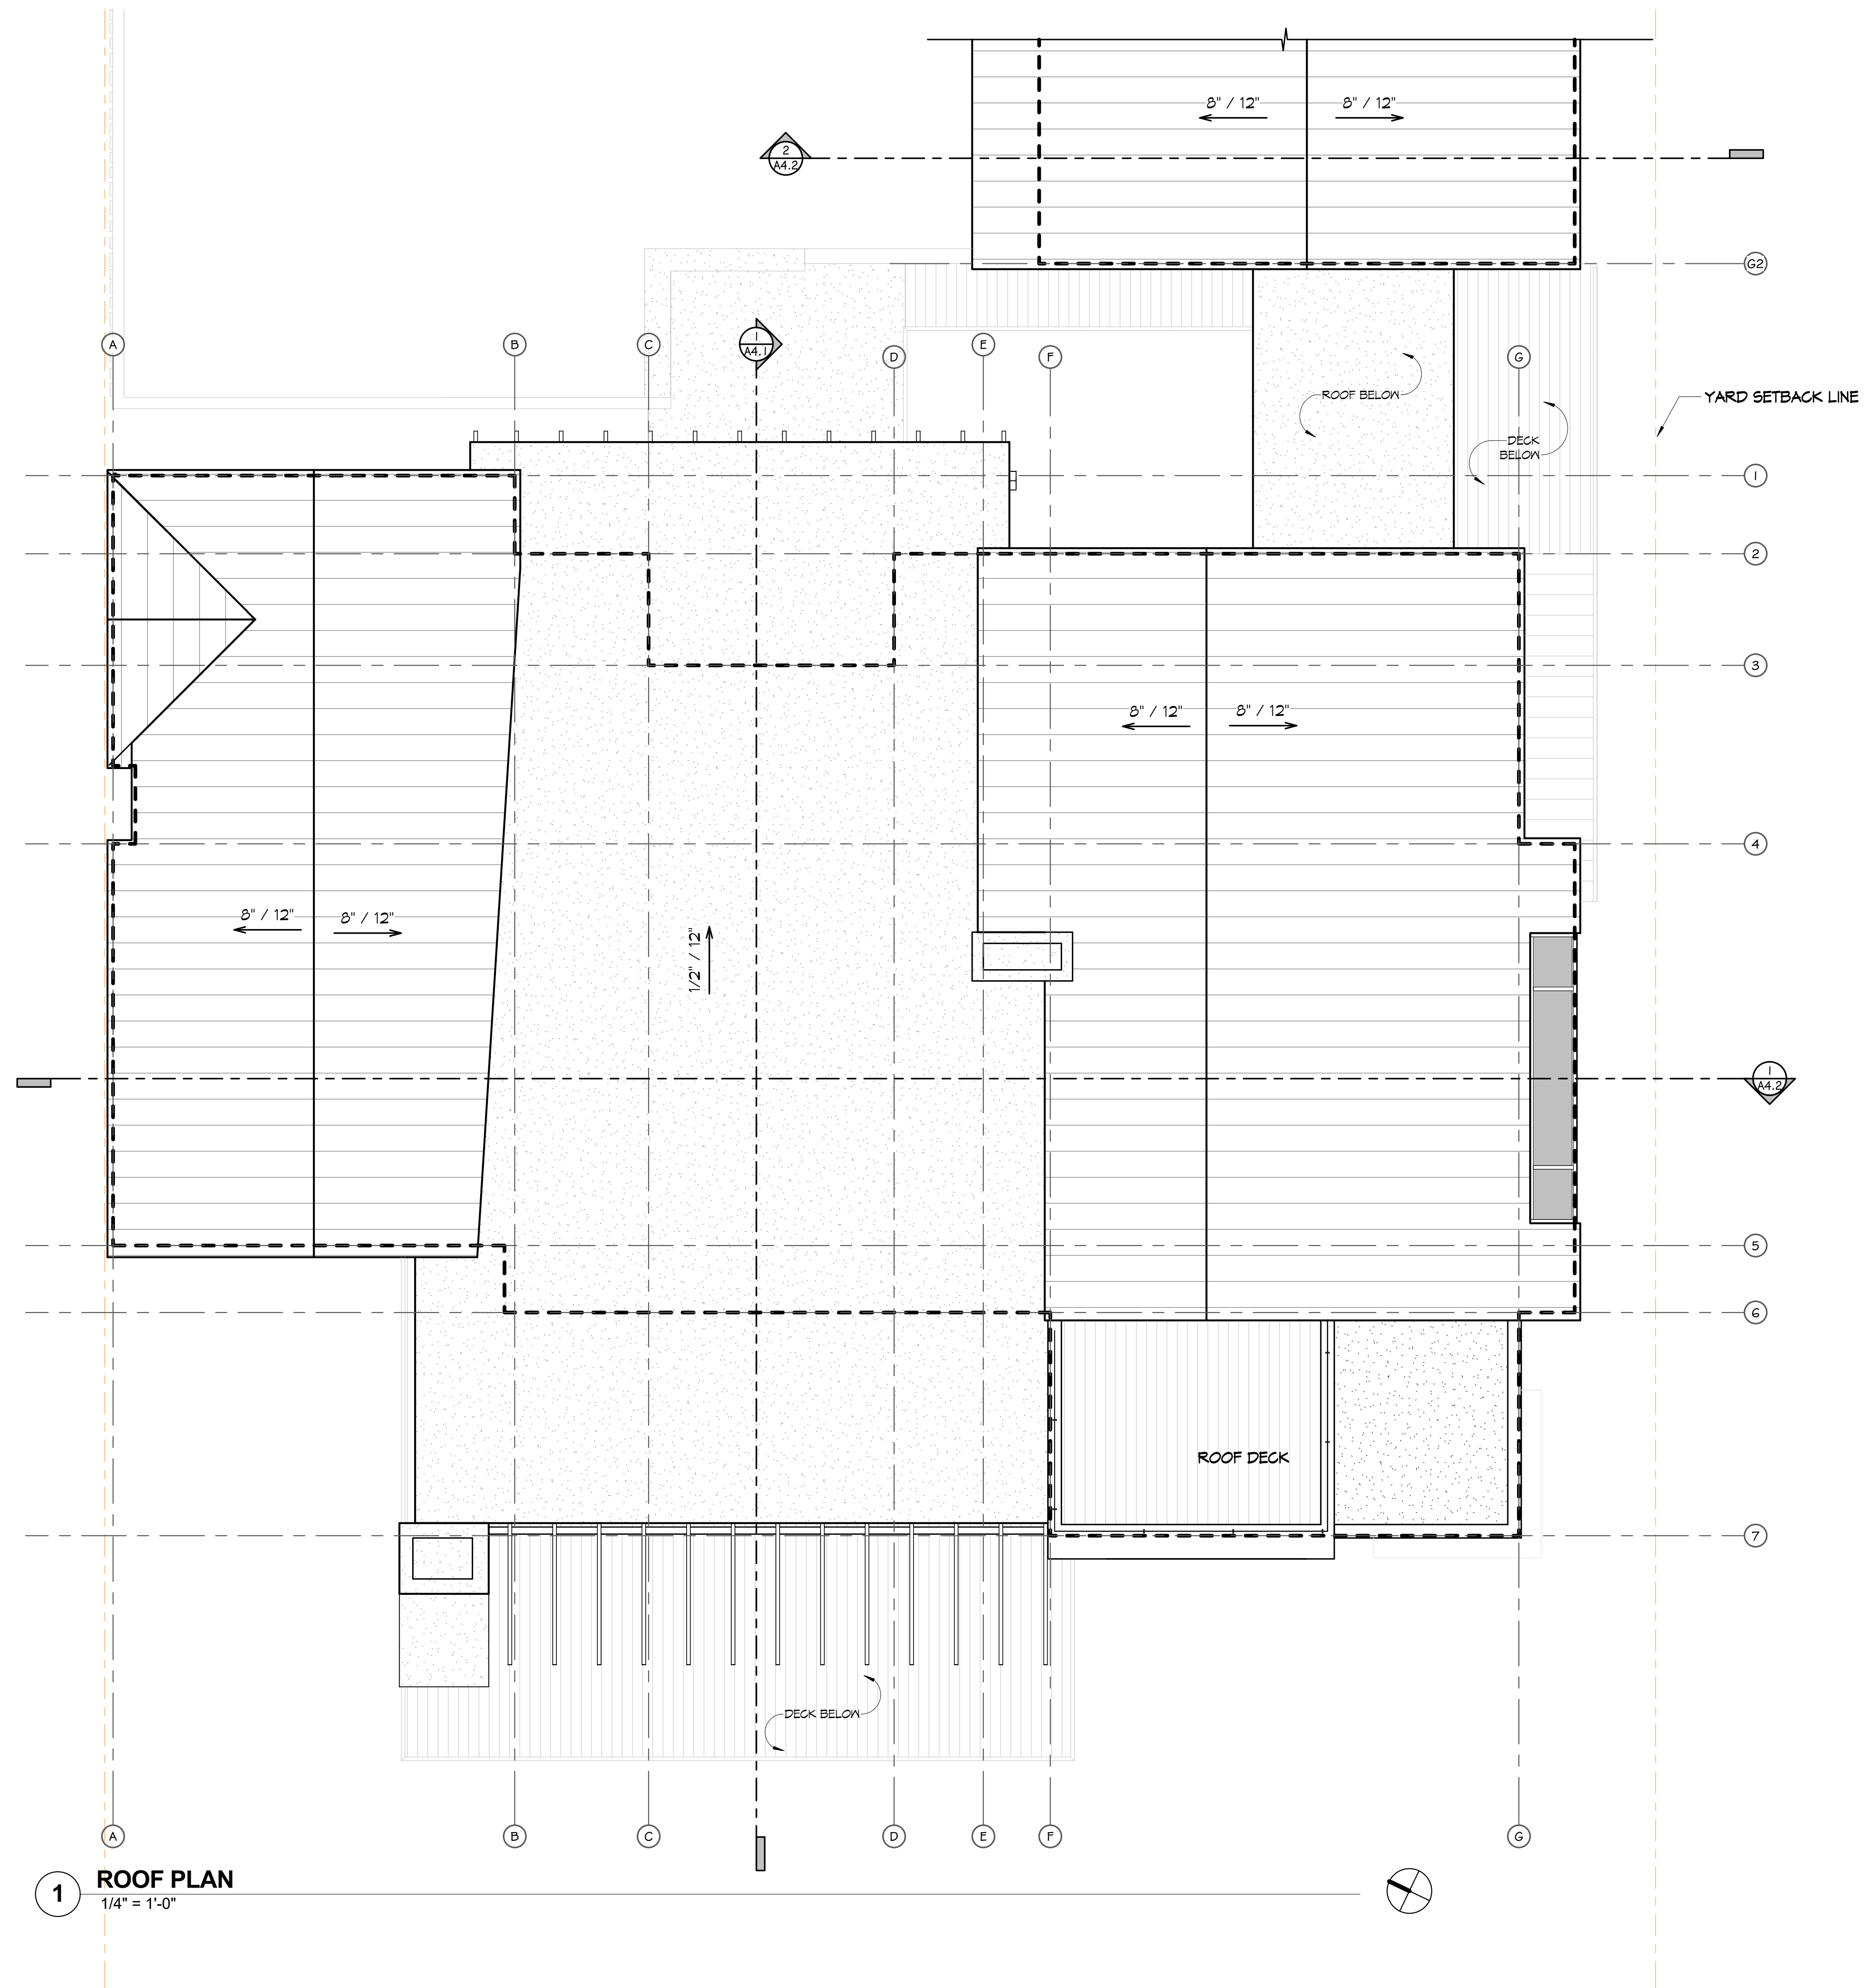 8" / 12"
8" / 12"
2
A4.2
G2
A
B
C
1
A4.1
D
E
F
G
ROOF BELOW
YARD SETBACK LINE
DECK
BELOW
1
2
3
8" / 12"
8" / 12"
4
8" / 12"
8" / 12"
1/2" / 12"
1
A4.2
5
6
ROOF DECK
7
DECK BELOW
A
B
C
D
E
F
G
1
ROOF PLAN
1/4" = 1'-0"